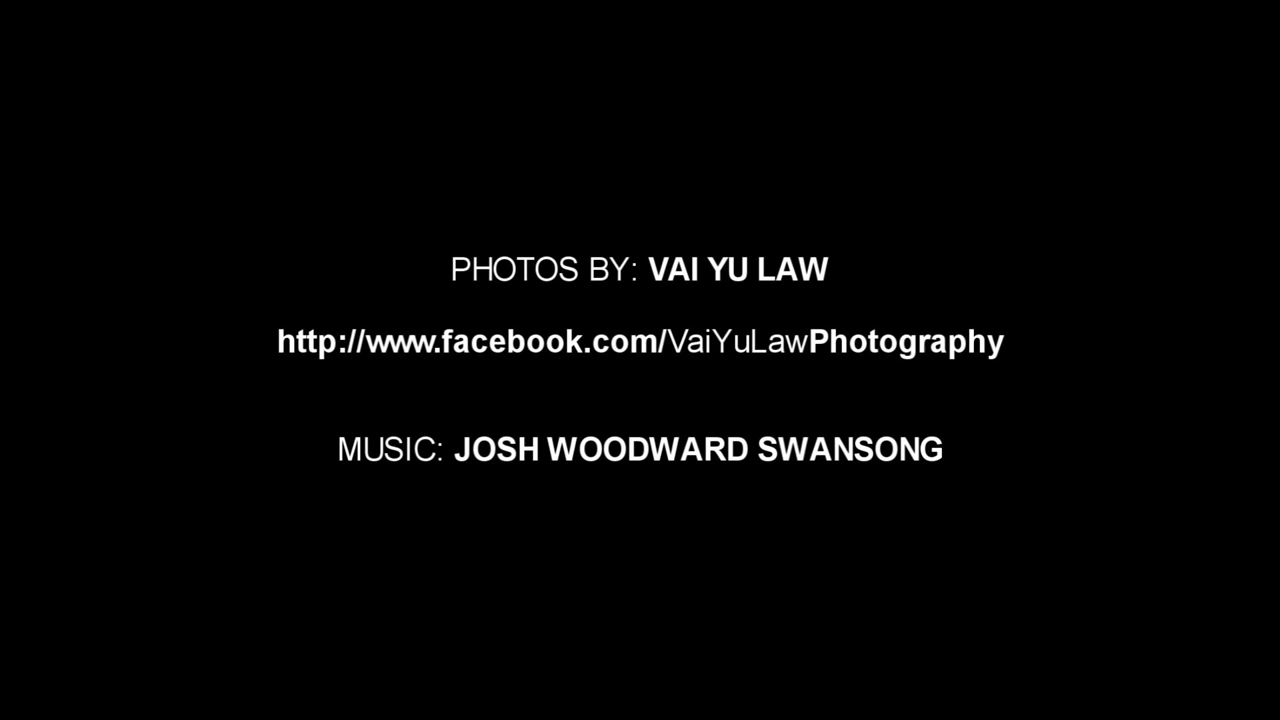 PHOTOS BY: VAI YU LAW
http://www.facebook.com/VaiYuLawPhotography
MUSIC: JOSH WOODWARD SWANSONG